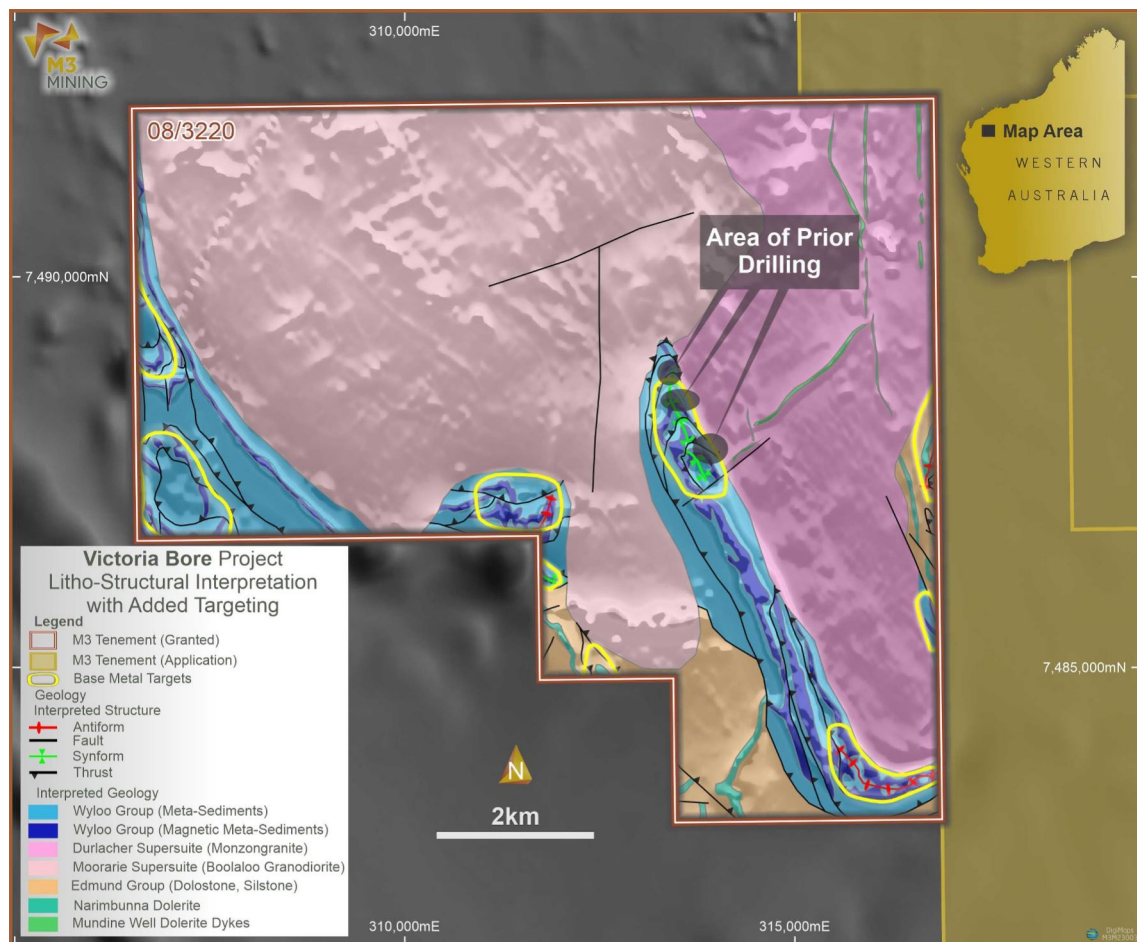 310,000mE
M3
MINING
08/3220
Map Area
WESTERN
AUSTRALIA
Area of Prior
Drilling
7,490,000mN
Victoria Bore Project
Litho-Structural Interpretation
with Added Targeting
Legend
M3 Tenement (Granted)
M3 Tenement (Application)
Base Metal Targets
Geology
Interpreted Structure
Antiform
Fault
Synform
Thrust
Interpreted Geology
Wyloo Group (Meta-Sediments)
Wyloo Group (Magnetic Meta-Sediments)
Durlacher Supersuite (Monzongranite)
Moorarie Supersuite (Boolaloo Granodiorite)
Edmund Group (Dolostone, Silstone)
Narimbunna Dolerite
Mundine Well Dolerite Dykes
7,485,000mN
N
2km
310,000mE
315,000mE
DigiMaps